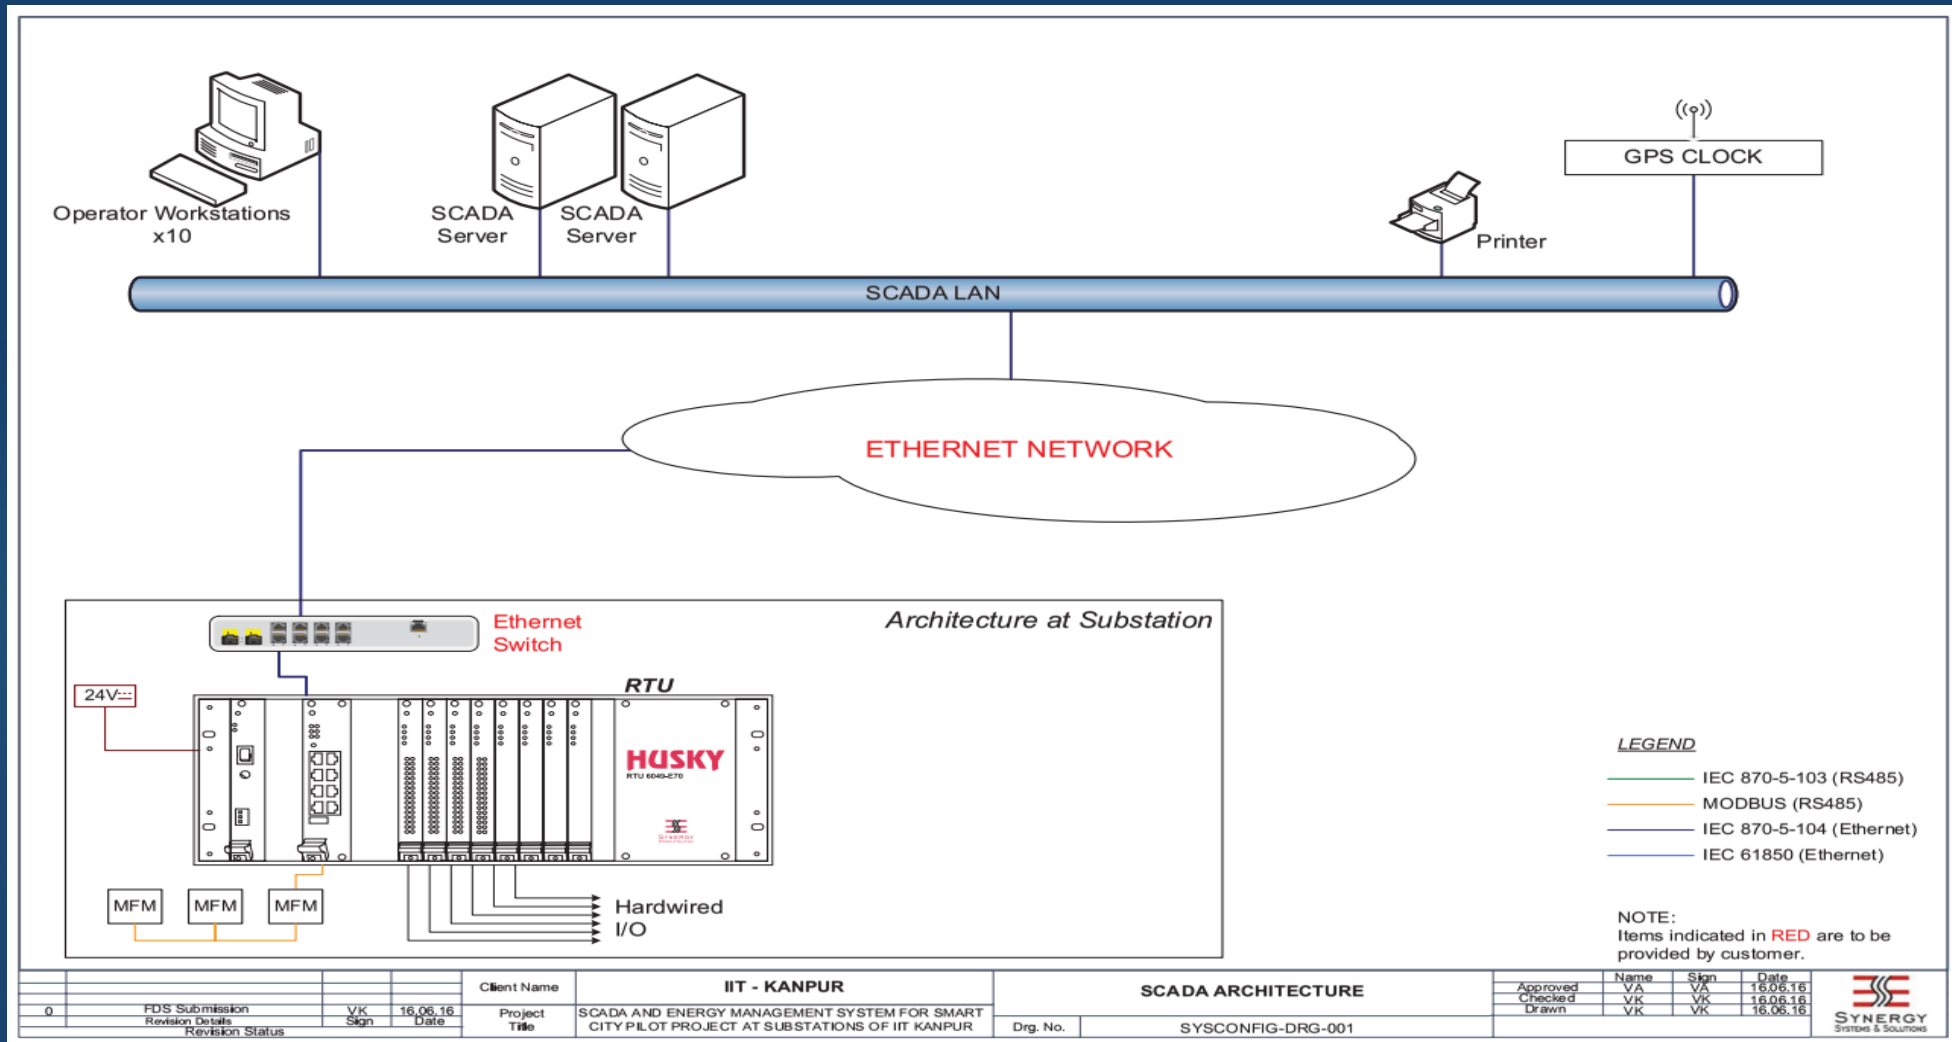 ((o))
GPS CLOCK
Operator Workstations
x10
SCADA
Server
SCADA
Server
Printer
SCADA LAN
ETHERNET NETWORK
Architecture at Substation
Ethernet
Switch
24V
RTU
HUSKY
RTU 6049-E70
SYNERGY
MFM
MFM
MFM
Hardwired
I/O
LEGEND
IEC 870-5-103 (RS485)
MODBUS (RS485)
IEC 870-5-104 (Ethernet)
IEC 61850 (Ethernet)
NOTE:
Items indicated in RED are to be
provided by customer.
0 FDS Submission VK 16.06.16
Revision Details Sign Date
Revision Status
Client Name IIT - KANPUR
Project
Title
SCADA AND ENERGY MANAGEMENT SYSTEM FOR SMART
CITY PILOT PROJECT AT SUBSTATIONS OF IIT KANPUR
SCADA ARCHITECTURE
Drg. No. SYSCONFIG-DRG-001
Name Sign Date
Approved VA VA 16.06.16
Checked VK VK 16.06.16
Drawn VK VK 16.06.16
SYNERGY
SYSTEMS & SOLUTIONS